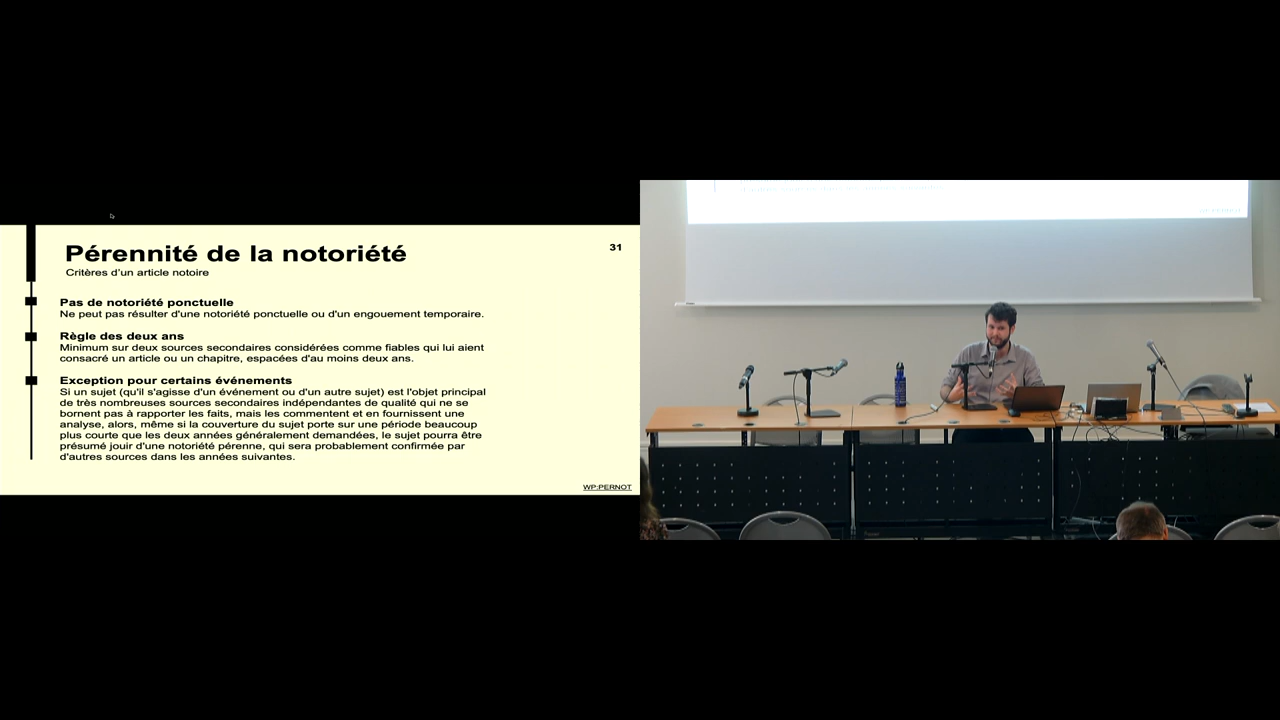 Pérennité de la notoriété
31
Critères d'un article notoire
Pas de notoriété ponctuelle
Ne peut pas résulter d'une notoriété ponctuelle ou d'un engouement temporaire.
Règle des deux ans
Minimum sur deux sources secondaires considérées comme fiables qui lui aient
consacré un article ou un chapitre, espacées d'au moins deux ans.
Exception pour certains événements
Si un sujet (qu'il s'agisse d'un événement ou d'un autre sujet) est l'objet principal
de très nombreuses sources secondaires indépendantes de qualité qui ne se
bornent pas à rapporter les faits, mais les commentent et en fournissent une
analyse, alors, même si la couverture du sujet porte sur une période beaucoup
plus courte que les deux années généralement demandées, le sujet pourra être
présumé jouir d'une notoriété pérenne, qui sera probablement confirmée par
d'autres sources dans les années suivantes.
WP:PERNOT